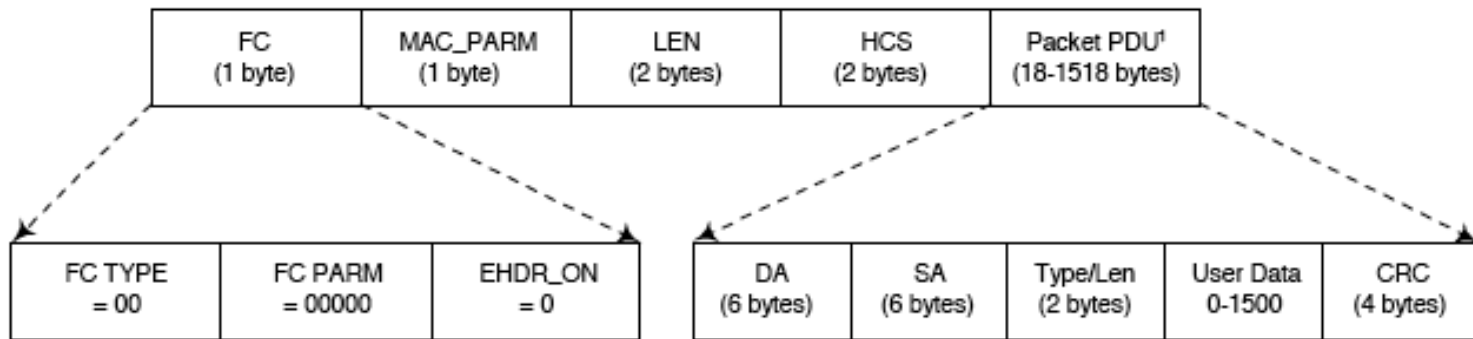 FC
(1 byte)
MAC_PARM
(1 byte)
LEN
(2 bytes)
HCS
(2 bytes)
Packet PDU¹
(18-1518 bytes)
FC TYPE
= 00
FC PARM
= 00000
EHDR_ON
= 0
DA
(6 bytes)
SA
(6 bytes)
Type/Len
(2 bytes)
User Data
0-1500
CRC
(4 bytes)